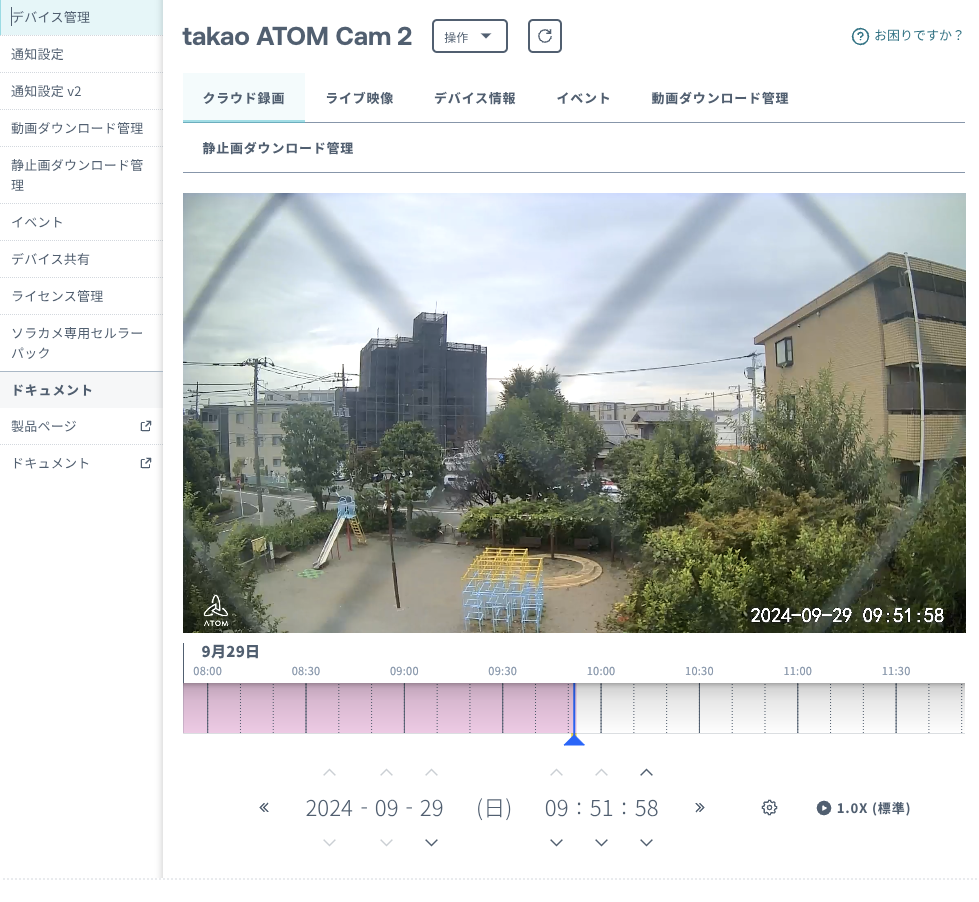 デバイス管理
通知設定
通知設定 v2
動画ダウンロード管理
静止画ダウンロード管
理
イベント
デバイス共有
ライセンス管理
ソラカメ専用セルラー
パック
ドキュメント
製品ページ
ドキュメント
takao ATOM Cam 2
操作
お困りですか？
クラウド録画
ライブ映像
デバイス情報
イベント
動画ダウンロード管理
静止画ダウンロード管理
ATOM
2024-09-29 09:51:58
9月29日
08:00 08:30 09:00 09:30 10:00 10:30 11:00 11:30
2024 - 09 - 29 (日) 09 : 51 : 58
1.0X (標準)